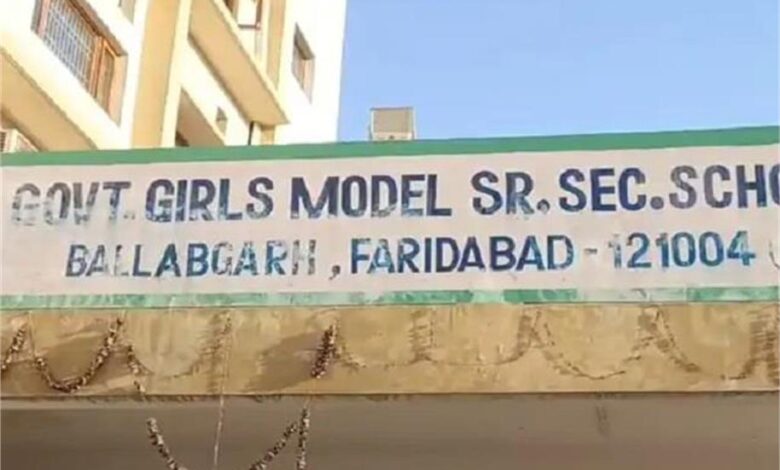 GOVT. GIRLS MODEL SR. SEC. SCHO
BALLABGARH, FARIDABAD - 121004